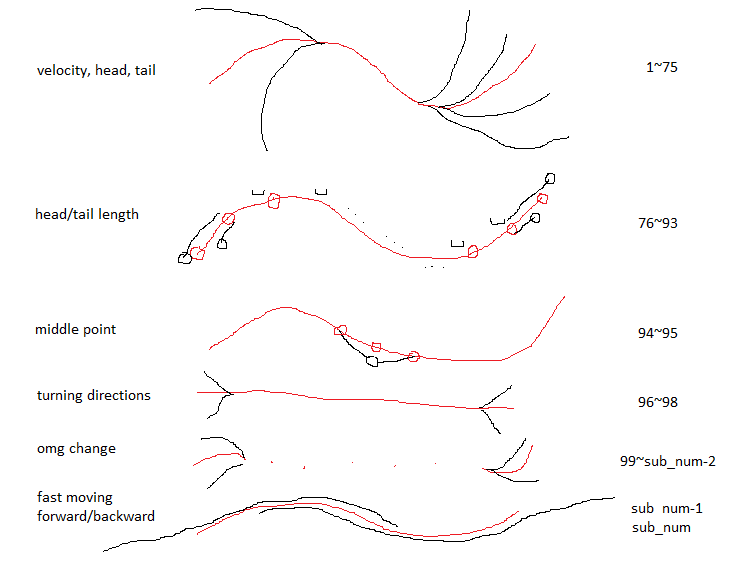 velocity, head, tail 1~75
head/tail length 76~93
middle point 94~95
turning directions 96~98
omg change 99~sub_num-2
fast moving sub_num-1
forward/backward sub_num